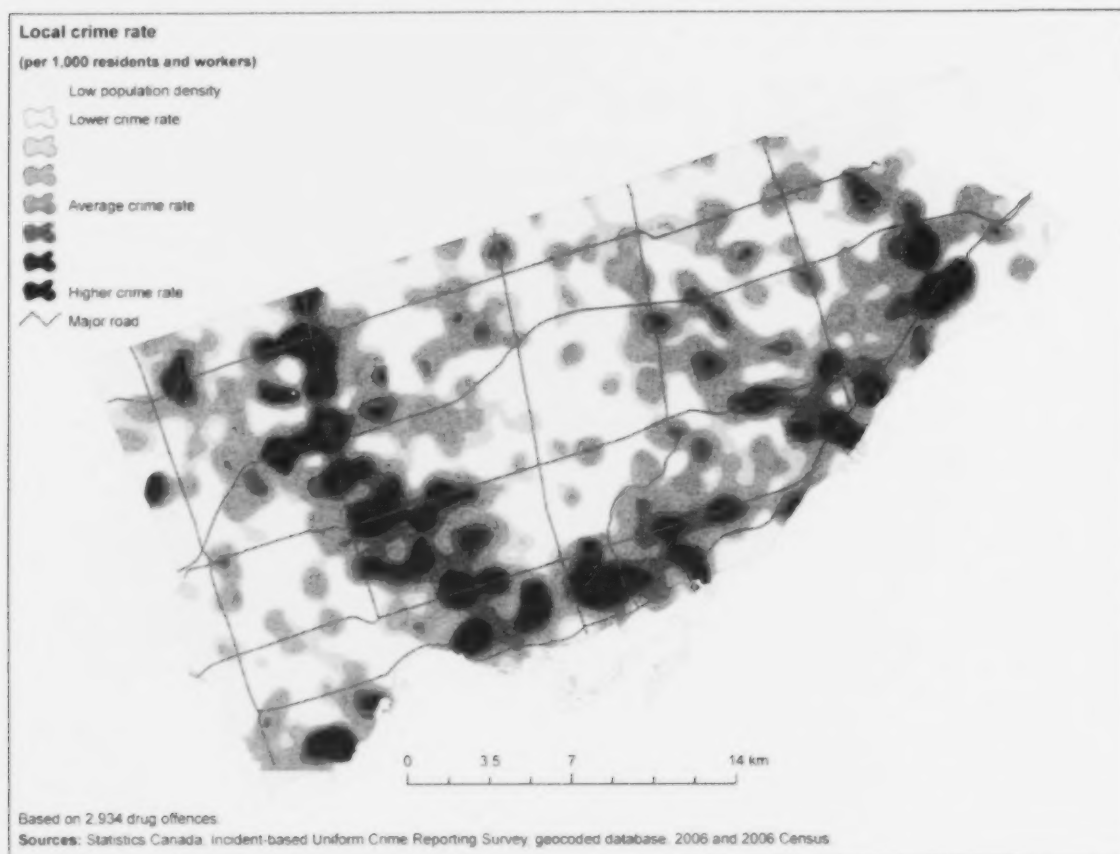 Local crime rate
(per 1,000 residents and workers)
Low population density
Lower crime rate
Average crime rate
Higher crime rate
Major road
0 3.5 7 14 km
Based on 2,934 drug offences.
Sources: Statistics Canada, incident-based Uniform Crime Reporting Survey, geocoded database, 2006 and 2006 Census.